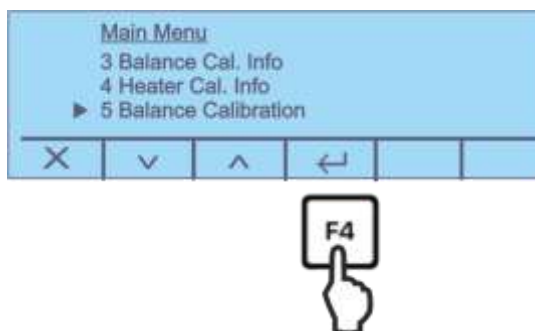 Main Menu
3 Balance Cal. Info
4 Heater Cal. Info
5 Balance Calibration
F4